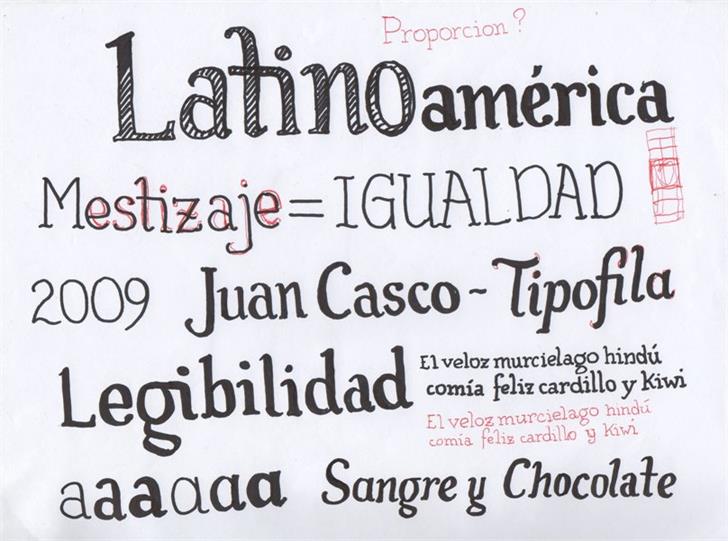 Proporcion?
Latinoamérica
Mestizaje = IGUALDAD
2009 Juan Casco - Tipofila
Legibilidad
El veloz murcielago hindú
comía feliz cardillo y kiwi
El veloz murcielago hindú
comia feliz cardillo y kiwi
aaaaaa Sangre y Chocolate